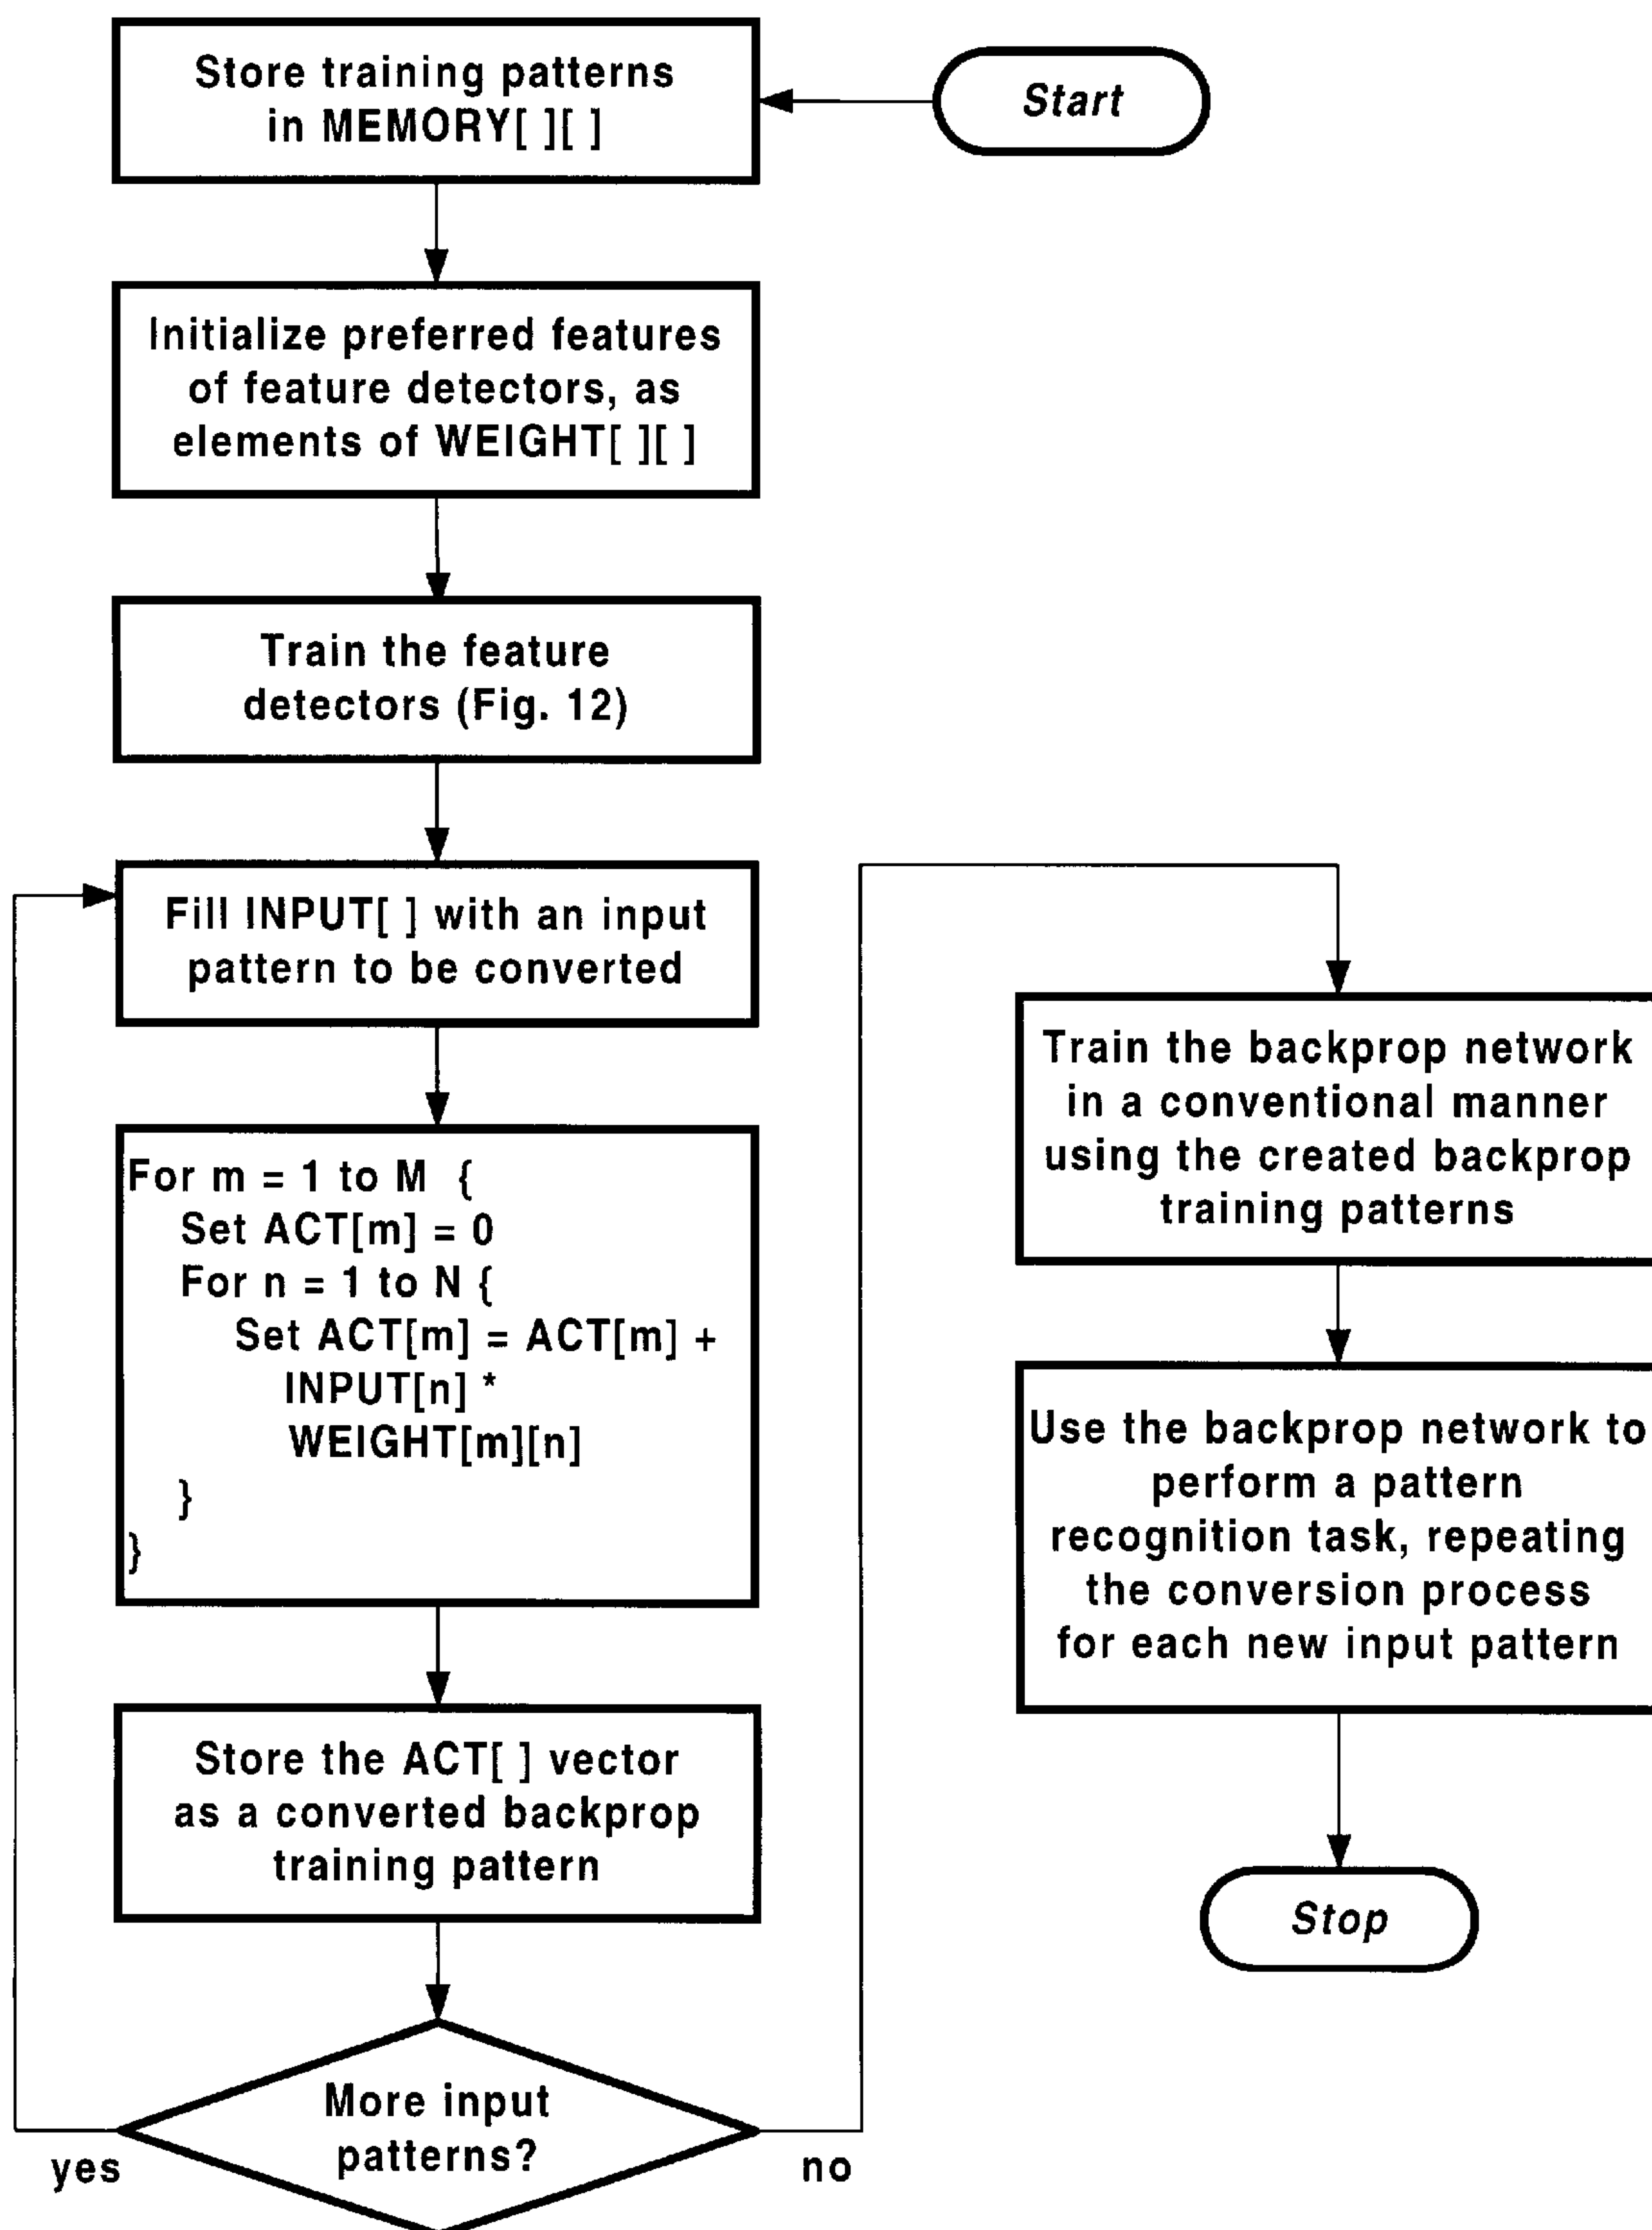 Start
Store training patterns
in MEMORY[ ][ ]
Initialize preferred features
of feature detectors, as
elements of WEIGHT[ ][ ]
Train the feature
detectors (Fig. 12)
Fill INPUT[ ] with an input
pattern to be converted
For m = 1 to M {
Set ACT[m] = 0
For n = 1 to N {
Set ACT[m] = ACT[m] +
INPUT[n] *
WEIGHT[m][n]
}
}
Store the ACT[ ] vector
as a converted backprop
training pattern
More input
patterns?
yes
no
Train the backprop network
in a conventional manner
using the created backprop
training patterns
Use the backprop network to
perform a pattern
recognition task, repeating
the conversion process
for each new input pattern
Stop